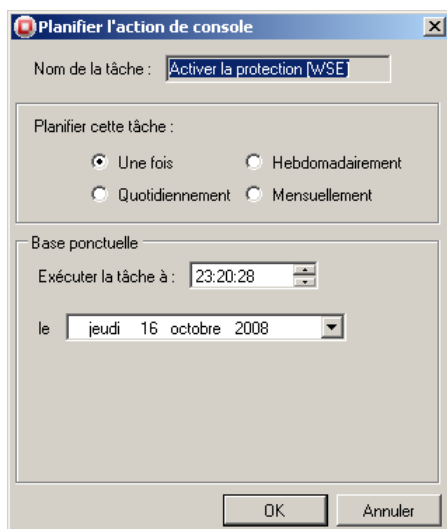 Planifier l'action de console
Nom de la tâche : Activer la protection [WSE]
Planifier cette tâche :
Une fois Hebdomadairement
Quotidiennement Mensuellement
Base ponctuelle
Exécuter la tâche à : 23:20:28
le jeudi 16 octobre 2008
OK Annuler